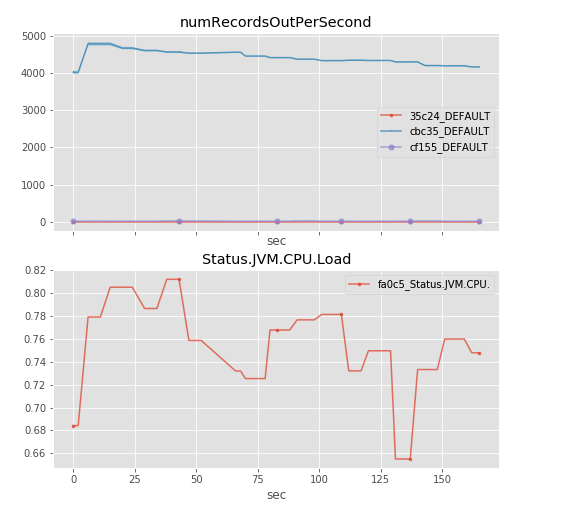 numRecordsOutPerSecond
5000
4000
3000
2000
1000
0
35c24_DEFAULT
cbc35_DEFAULT
cf155_DEFAULT
sec
Status.JVM.CPU.Load
0.82
0.80
0.78
0.76
0.74
0.72
0.70
0.68
0.66
fa0c5_Status.JVM.CPU.
0 25 50 75 100 125 150
sec